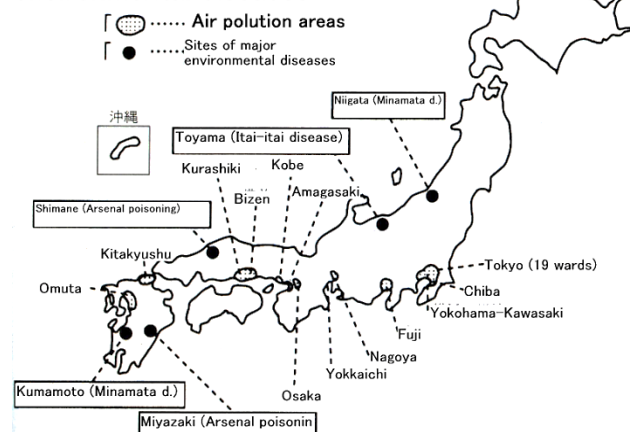 「 ...... Air polution areas
「 ......Sites of major
environmental diseases
Niigata (Minamata d.)
沖縄
Toyama (Itai-itai disease)
Kurashiki
Kobe
Bizen
Amagasaki
Shimane (Arsenal poisoning)
Kitakyushu
Omuta
Tokyo (19 wards)
Chiba
Yokohama-Kawasaki
Fuji
Nagoya
Yokkaichi
Osaka
Kumamoto (Minamata d.)
Miyazaki (Arsenal poisonin